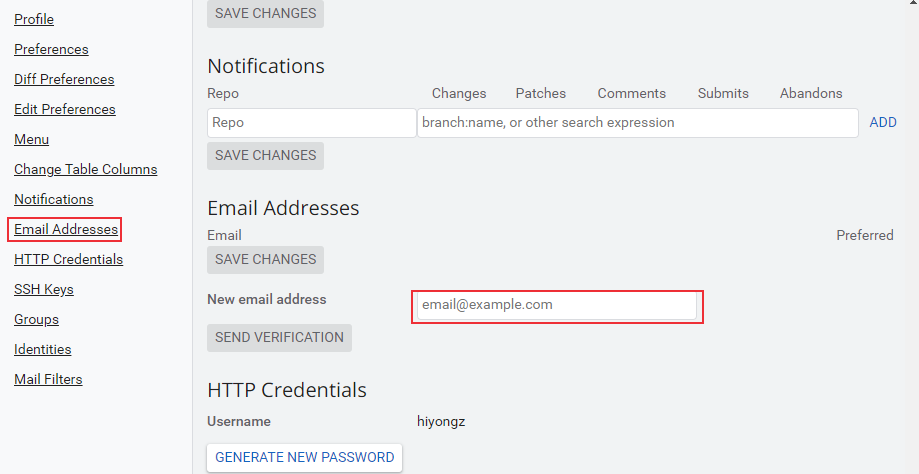 Profile
Preferences
Diff Preferences
Edit Preferences
Menu
Change Table Columns
Notifications
Email Addresses
HTTP Credentials
SSH Keys
Groups
Identities
Mail Filters
SAVE CHANGES
Notifications
Repo Changes Patches Comments Submits Abandons
Repo branch:name, or other search expression ADD
SAVE CHANGES
Email Addresses
Email Preferred
SAVE CHANGES
New email address email@example.com
SEND VERIFICATION
HTTP Credentials
Username hiyongz
GENERATE NEW PASSWORD